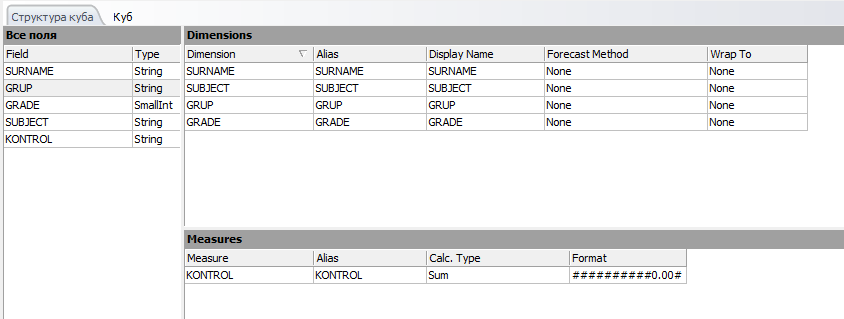 Структура куба Куб
Все поля
Field Type
SURNAME String
GRUP String
GRADE SmallInt
SUBJECT String
KONTROL String
Dimensions
Dimension Alias Display Name Forecast Method Wrap To
SURNAME SURNAME SURNAME None None
SUBJECT SUBJECT SUBJECT None None
GRUP GRUP GRUP None None
GRADE GRADE GRADE None None
Measures
Measure Alias Calc. Type Format
KONTROL KONTROL Sum ##########0.00#